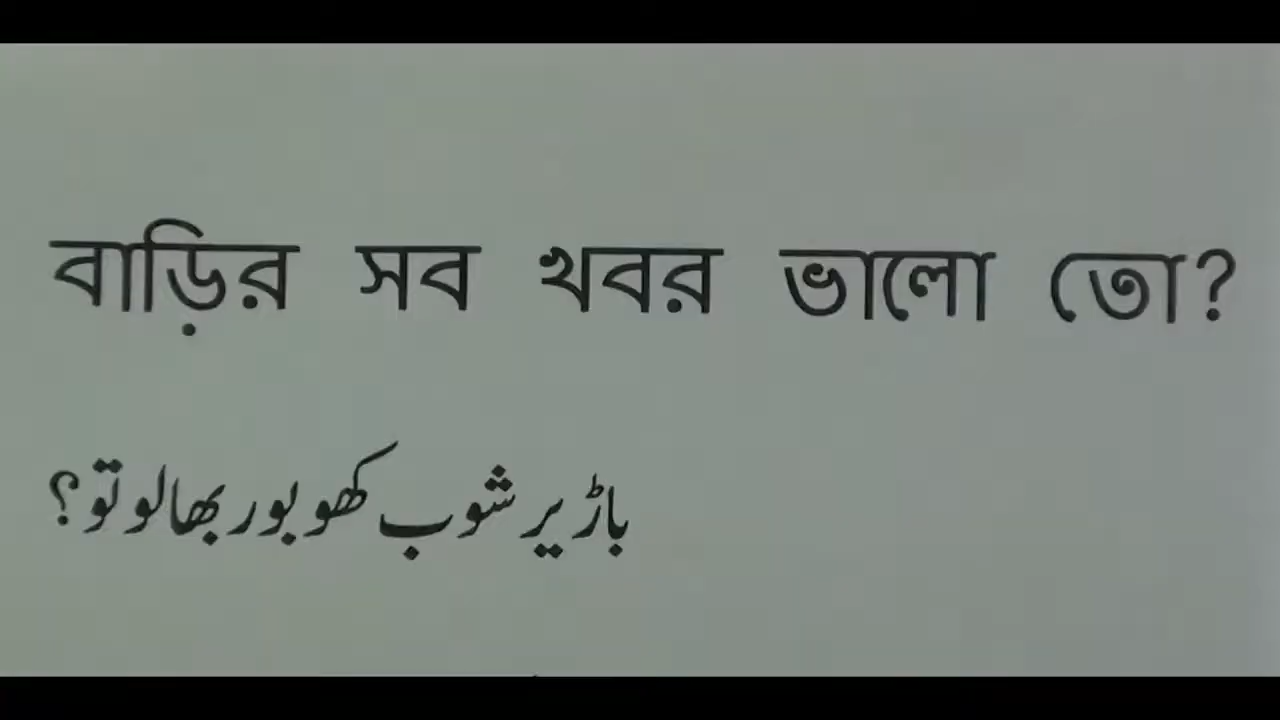 বাড়ির সব খবর ভালো তো?
باڑیر شوب کھوبور بھالو تو؟